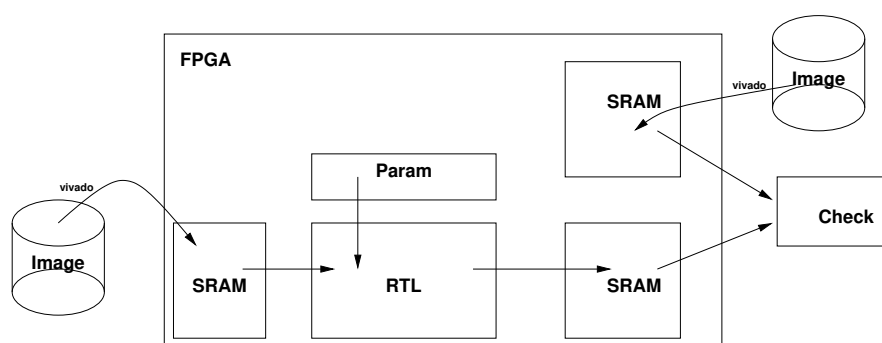 FPGA
Image
vivado
SRAM
Param
vivado
Image
SRAM
RTL
SRAM
Check